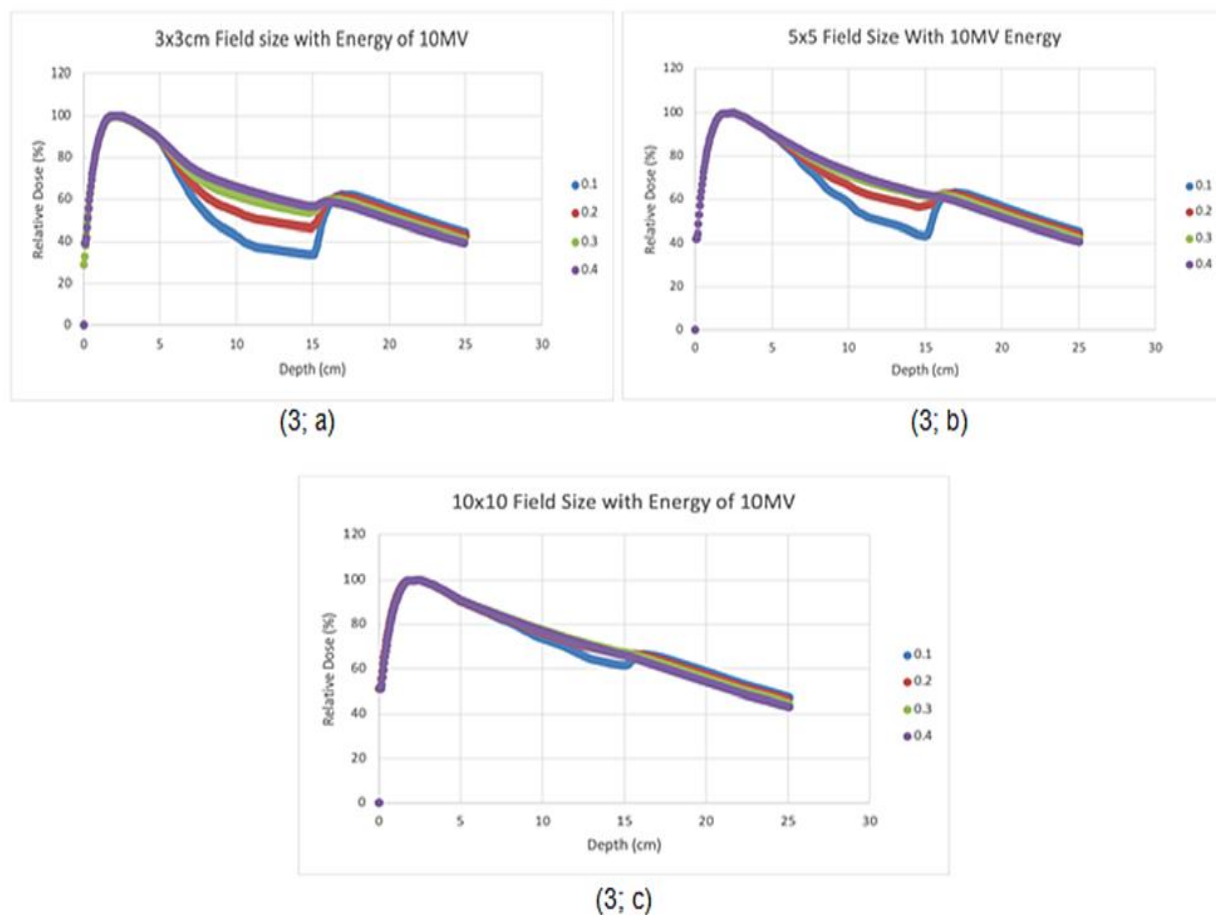 3x3cm Field size with Energy of 10MV
Relative Dose (%)
120
100
80
60
40
20
0
0 5 10 15 20 25 30
Depth (cm)
0.1
0.2
0.3
0.4
(3; a)
5x5 Field Size With 10MV Energy
Relative Dose (%)
120
100
80
60
40
20
0
0 5 10 15 20 25 30
Depth (cm)
0.1
0.2
0.3
0.4
(3; b)
10x10 Field Size with Energy of 10MV
Relative Dose (%)
120
100
80
60
40
20
0
0 5 10 15 20 25 30
Depth (cm)
0.1
0.2
0.3
0.4
(3; c)